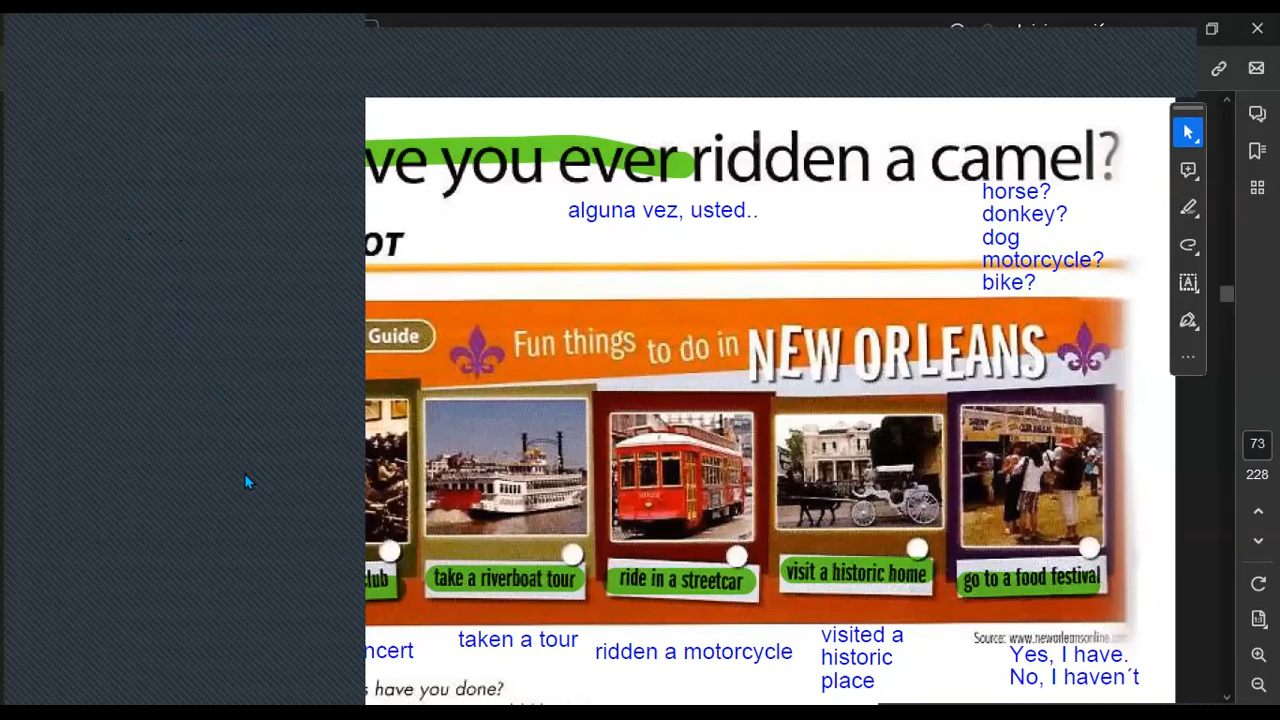 ve you ever ridden a camel?
horse?
alguna vez, usted..
donkey?
OT
dog
motorcycle?
bike?
Guide
Fun things to do in NEW ORLEANS
club
take a riverboat tour
ride in a streetcar
visit a historic home
go to a food festival
Source: www.neworleansonline.com
ncert
taken a tour
ridden a motorcycle
visited a
historic
place
Yes, I have.
No, I haven´t
s have you done?
73
228